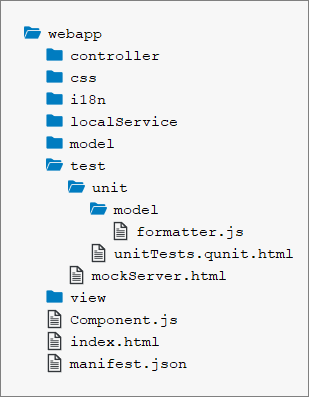 webapp
controller
css
i18n
localService
model
test
unit
model
formatter.js
unitTests.qunit.html
mockServer.html
view
Component.js
index.html
manifest.json